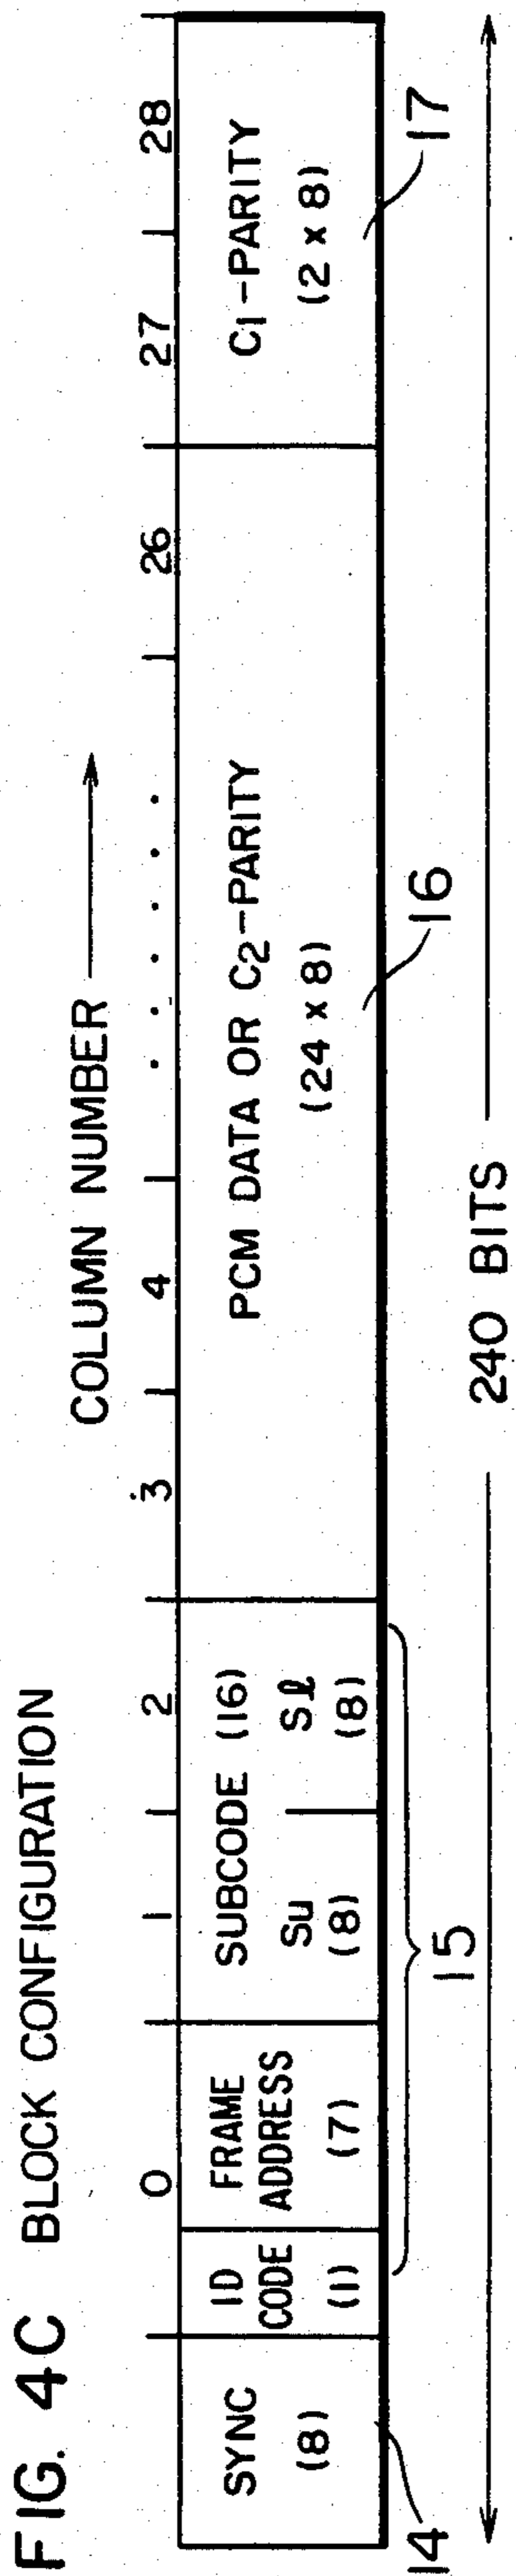 FIG. 4C BLOCK CONFIGURATION
COLUMN NUMBER
0 1 2 3 4 ..... 26 27 28
SYNC
(8)
ID
CODE
(1)
FRAME
ADDRESS
(7)
SUBCODE (16)
Su
(8)
Sℓ
(8)
PCM DATA OR C2-PARITY
(24 x 8)
C1-PARITY
(2 x 8)
14
15
16
17
240 BITS